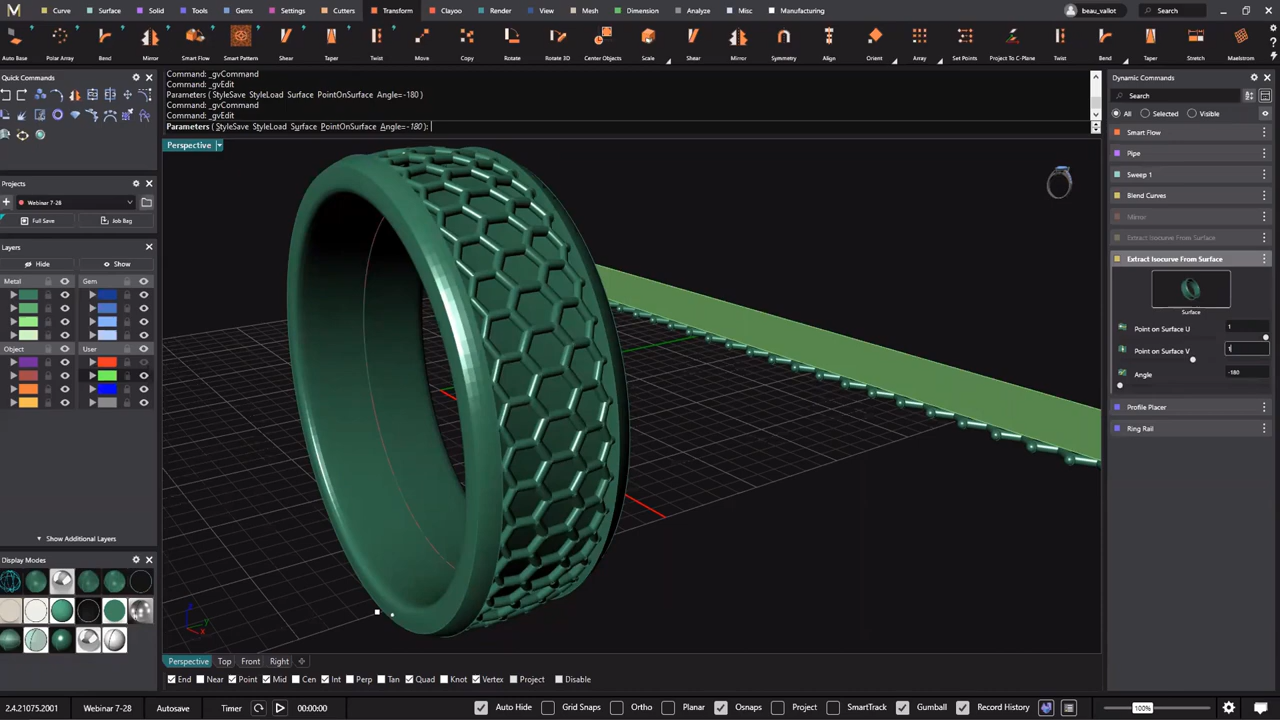 Curve Surface Solid Tools Gems Settings Cutters Transform Clayoo Render View Mesh Dimension Analyze Misc Manufacturing beau_vallot Search
Auto Base Polar Array Bend Mirror Smart Flow Smart Pattern Shear Taper Twist Move Copy Rotate Rotate 3D Center Objects Scale Shear Mirror Symmetry Align Orient Array Set Points Project To C-Plane Twist Bend Taper Stretch Maelstrom
Quick Commands
Command: _gvCommand
Command: _gvEdit
Parameters ( StyleSave StyleLoad Surface PointOnSurface Angle=-180 )
Command: _gvCommand
Command: _gvEdit
Parameters ( StyleSave StyleLoad Surface PointOnSurface Angle=-180 ):
Perspective
Projects
Webinar 7-28
Full Save Job Bag
Layers
Hide Show
Metal Gem
Object User
Show Additional Layers
Display Modes
Dynamic Commands
Search
All Selected Visible
Smart Flow
Pipe
Sweep 1
Blend Curves
Mirror
Extract Isocurve From Surface
Extract Isocurve From Surface
Surface
Point on Surface U 1
Point on Surface V
Angle -180
Profile Placer
Ring Rail
z
y
x
Perspective Top Front Right
End Near Point Mid Cen Int Perp Tan Quad Knot Vertex Project Disable
2.4.21075.2001 Webinar 7-28 Autosave Timer 00:00:00 Auto Hide Grid Snaps Ortho Planar Osnaps Project SmartTrack Gumball Record History 100%